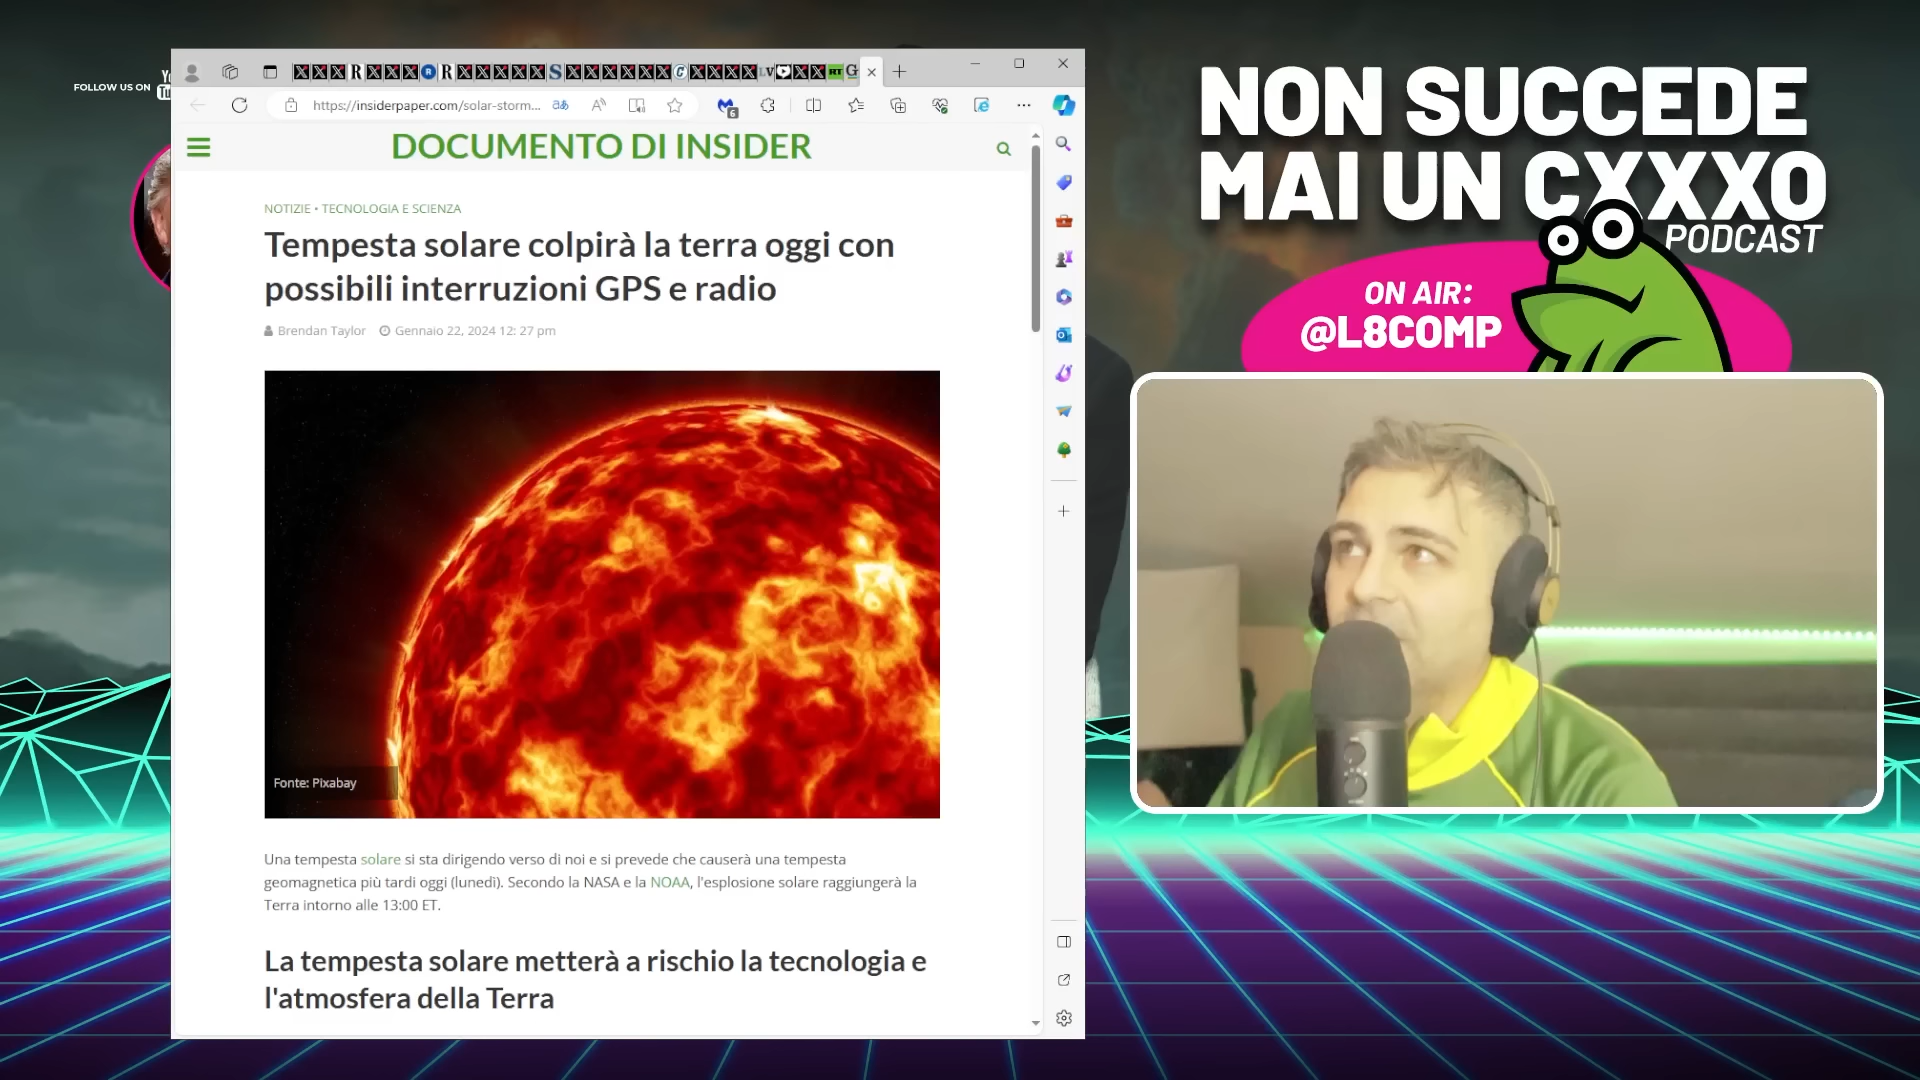 FOLLOW US ON
You
Tu
https://insiderpaper.com/solar-storm...
6
DOCUMENTO DI INSIDER
NOTIZIE • TECNOLOGIA E SCIENZA
Tempesta solare colpirà la terra oggi con
possibili interruzioni GPS e radio
Brendan Taylor Gennaio 22, 2024 12: 27 pm
Fonte: Pixabay
Una tempesta solare si sta dirigendo verso di noi e si prevede che causerà una tempesta
geomagnetica più tardi oggi (lunedì). Secondo la NASA e la NOAA, l'esplosione solare raggiungerà la
Terra intorno alle 13:00 ET.
La tempesta solare metterà a rischio la tecnologia e
l'atmosfera della Terra
NON SUCCEDE
MAI UN CXXXO
PODCAST
ON AIR:
@L8COMP